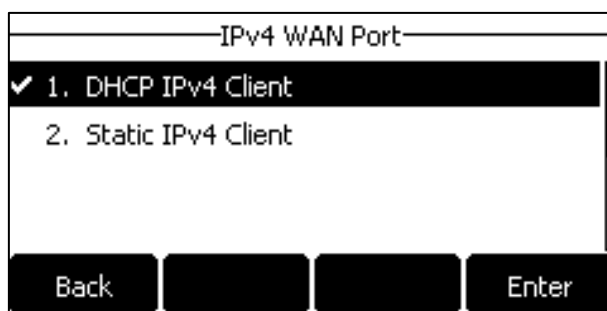 IPv4 WAN Port
✔ 1. DHCP IPv4 Client
2. Static IPv4 Client
Back Enter